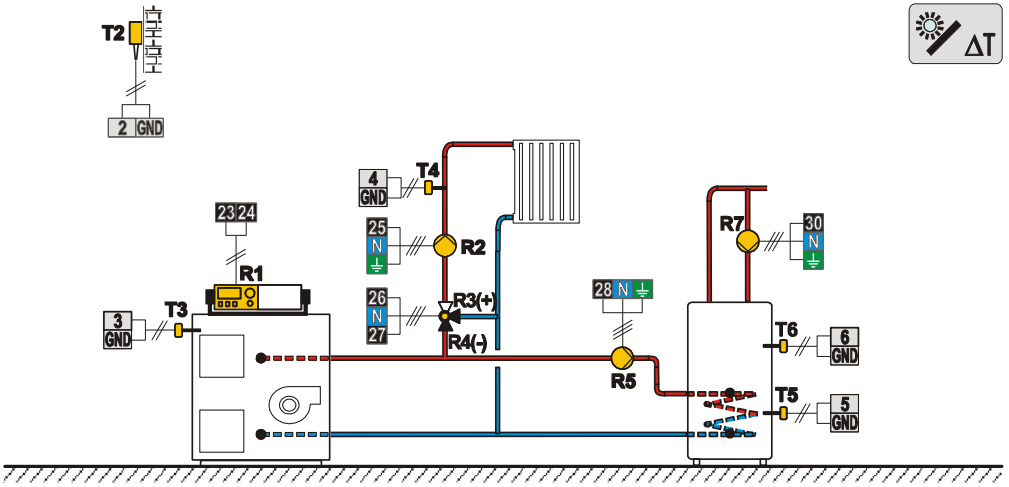 T2
2 GND
ΔT
4
GND
T4
23 24
25
N
R2
R7
30
N
R1
26
N
27
R3(+)
R4(-)
28 N
T3
3
GND
T6
6
GND
R5
T5
5
GND